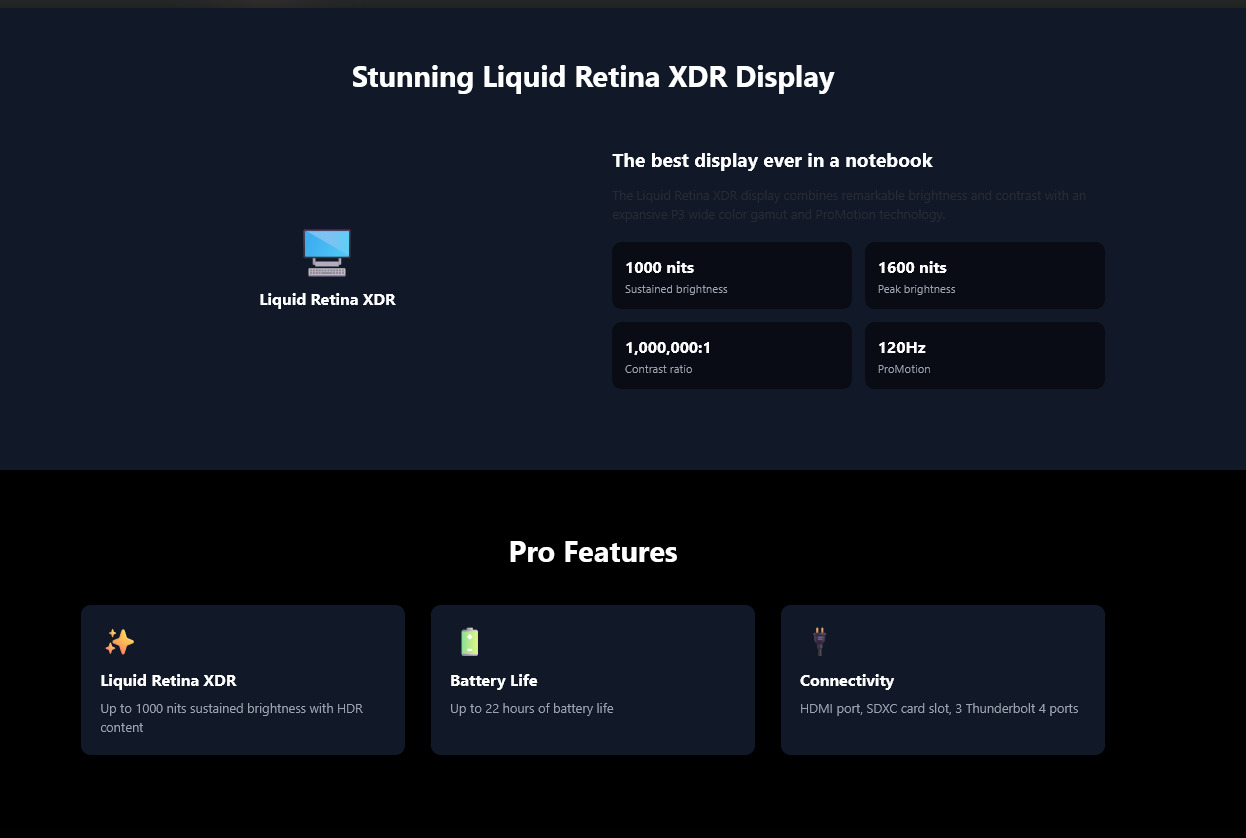 Stunning Liquid Retina XDR Display
Liquid Retina XDR
The best display ever in a notebook
The Liquid Retina XDR display combines remarkable brightness and contrast with an
expansive P3 wide color gamut and ProMotion technology.
1000 nits
Sustained brightness
1600 nits
Peak brightness
1,000,000:1
Contrast ratio
120Hz
ProMotion
Pro Features
Liquid Retina XDR
Up to 1000 nits sustained brightness with HDR
content
Battery Life
Up to 22 hours of battery life
Connectivity
HDMI port, SDXC card slot, 3 Thunderbolt 4 ports